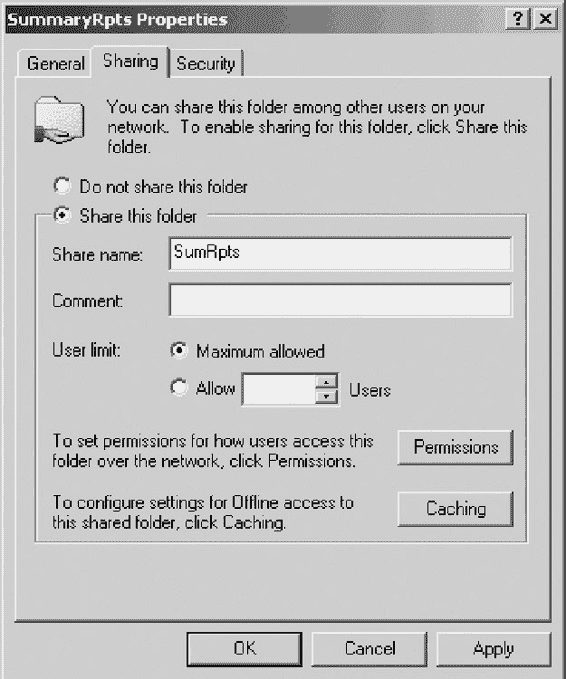 SummaryRpts Properties
General Sharing Security
You can share this folder among other users on your
network. To enable sharing for this folder, click Share this
folder.
Do not share this folder
Share this folder
Share name: SumRpts
Comment:
User limit: Maximum allowed
Allow Users
To set permissions for how users access this
folder over the network, click Permissions.
Permissions
To configure settings for Offline access to
this shared folder, click Caching.
Caching
OK Cancel Apply